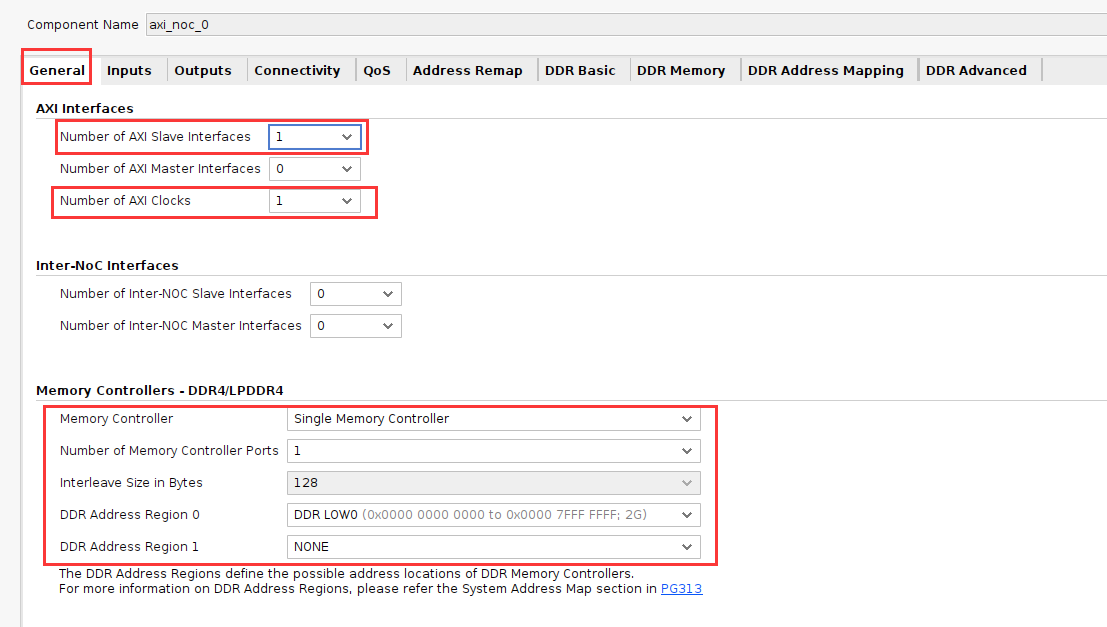 Component Name axi_noc_0
General Inputs Outputs Connectivity QoS Address Remap DDR Basic DDR Memory DDR Address Mapping DDR Advanced
AXI Interfaces
Number of AXI Slave Interfaces 1
Number of AXI Master Interfaces 0
Number of AXI Clocks 1
Inter-NoC Interfaces
Number of Inter-NOC Slave Interfaces 0
Number of Inter-NOC Master Interfaces 0
Memory Controllers - DDR4/LPDDR4
Memory Controller Single Memory Controller
Number of Memory Controller Ports 1
Interleave Size in Bytes 128
DDR Address Region 0 DDR LOW0 (0x0000 0000 0000 to 0x0000 7FFF FFFF; 2G)
DDR Address Region 1 NONE
The DDR Address Regions define the possible address locations of DDR Memory Controllers.
For more information on DDR Address Regions, please refer the System Address Map section in PG313